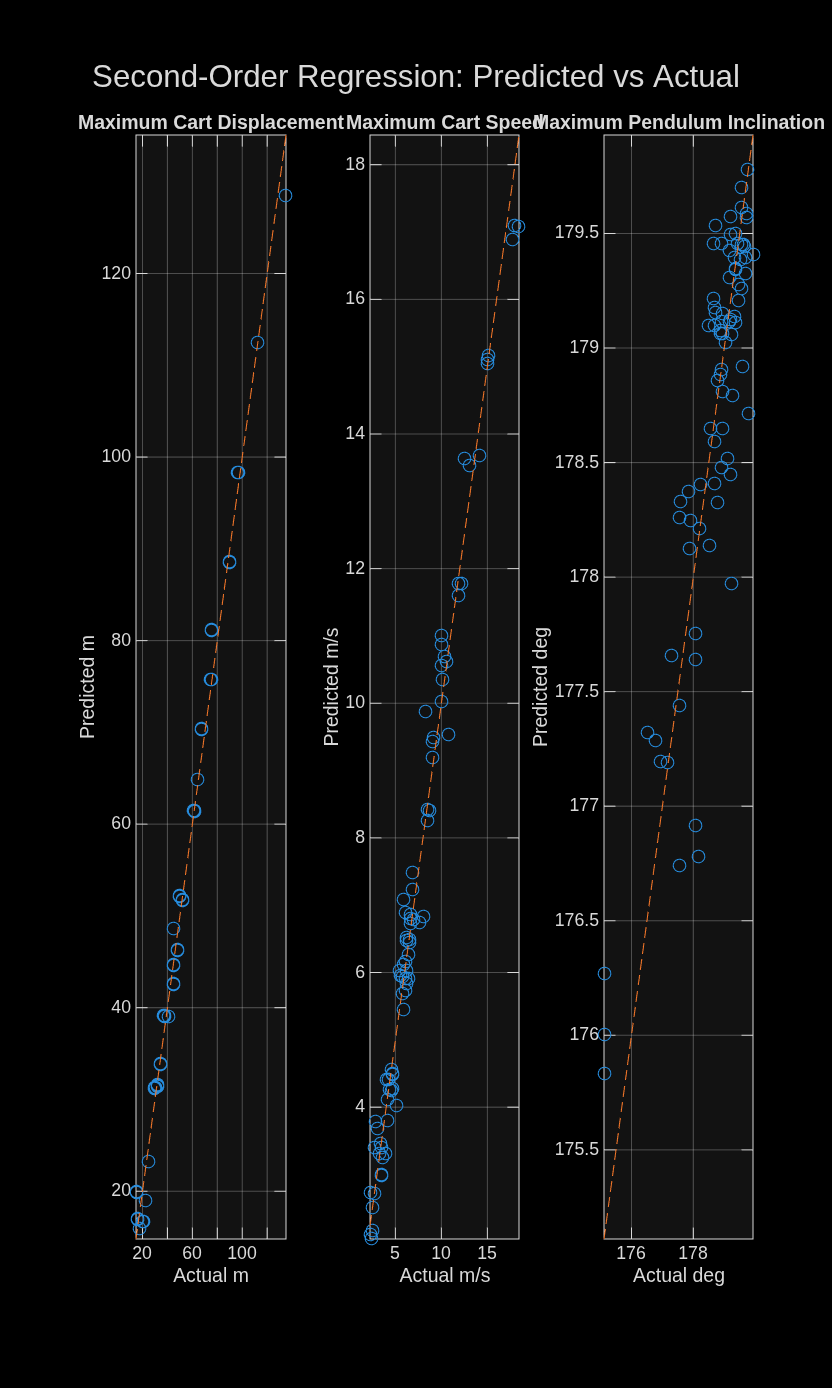 Second-Order Regression: Predicted vs Actual
Maximum Cart Displacement
Maximum Cart Speed
Maximum Pendulum Inclination
Predicted m
120
100
80
60
40
20
20 60 100
Actual m
Predicted m/s
18
16
14
12
10
8
6
4
5 10 15
Actual m/s
Predicted deg
179.5
179
178.5
178
177.5
177
176.5
176
175.5
176 178
Actual deg